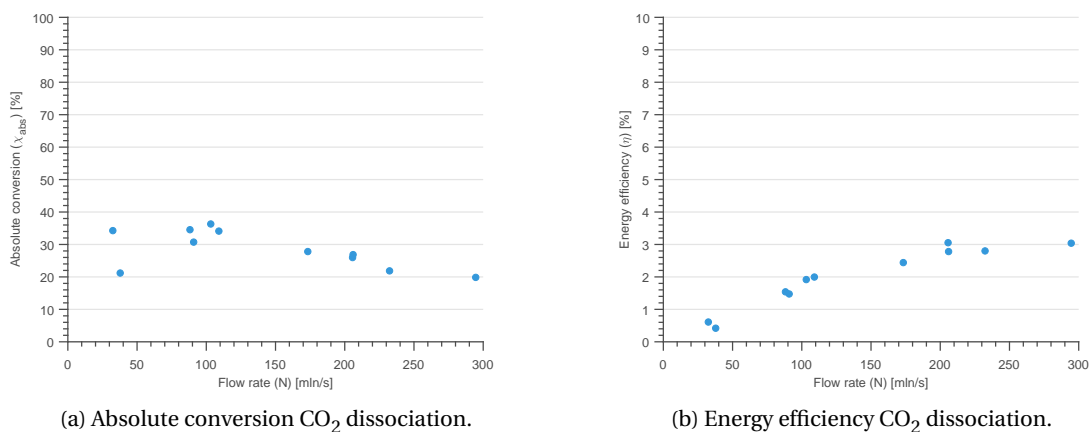 100
90
80
70
60
50
40
30
20
10
0
Absolute conversion (χabs) [%]
0 50 100 150 200 250 300
Flow rate (N) [mln/s]
(a) Absolute conversion CO2 dissociation.
10
9
8
7
6
5
4
3
2
1
0
Energy efficiency (η) [%]
0 50 100 150 200 250 300
Flow rate (N) [mln/s]
(b) Energy efficiency CO2 dissociation.